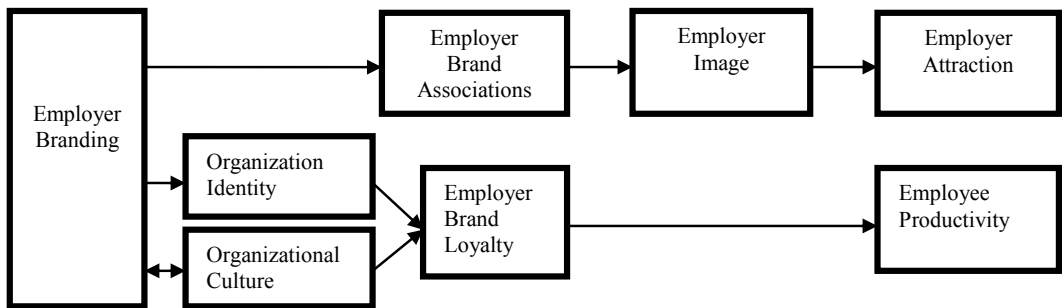 Employer
Branding
Employer
Brand
Associations
Employer
Image
Employer
Attraction
Organization
Identity
Organizational
Culture
Employer
Brand
Loyalty
Employee
Productivity